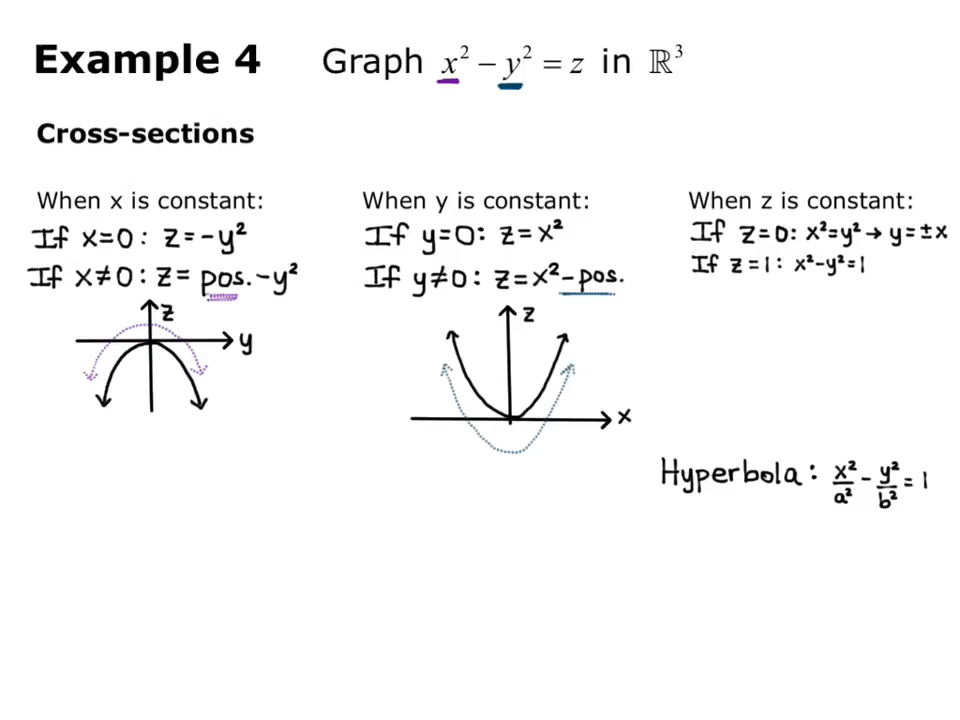 Example 4 Graph x² − y² = z in ℝ³
Cross-sections
When x is constant:
If x=0: z=-y²
If x≠0: z= pos.-y²
z
y
When y is constant:
If y=0: z=x²
If y≠0: z=x²-pos.
z
x
When z is constant:
If z=0: x²=y² → y=±x
If z=1: x²-y²=1
Hyperbola: x²/a² - y²/b² = 1